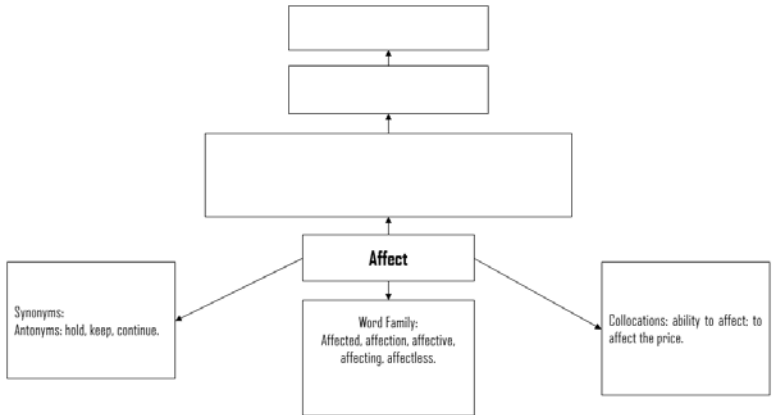 Affect
Synonyms:
Antonyms: hold, keep, continue.
Word Family:
Affected, affection, affective,
affecting, affectless.
Collocations: ability to affect; to
affect the price.